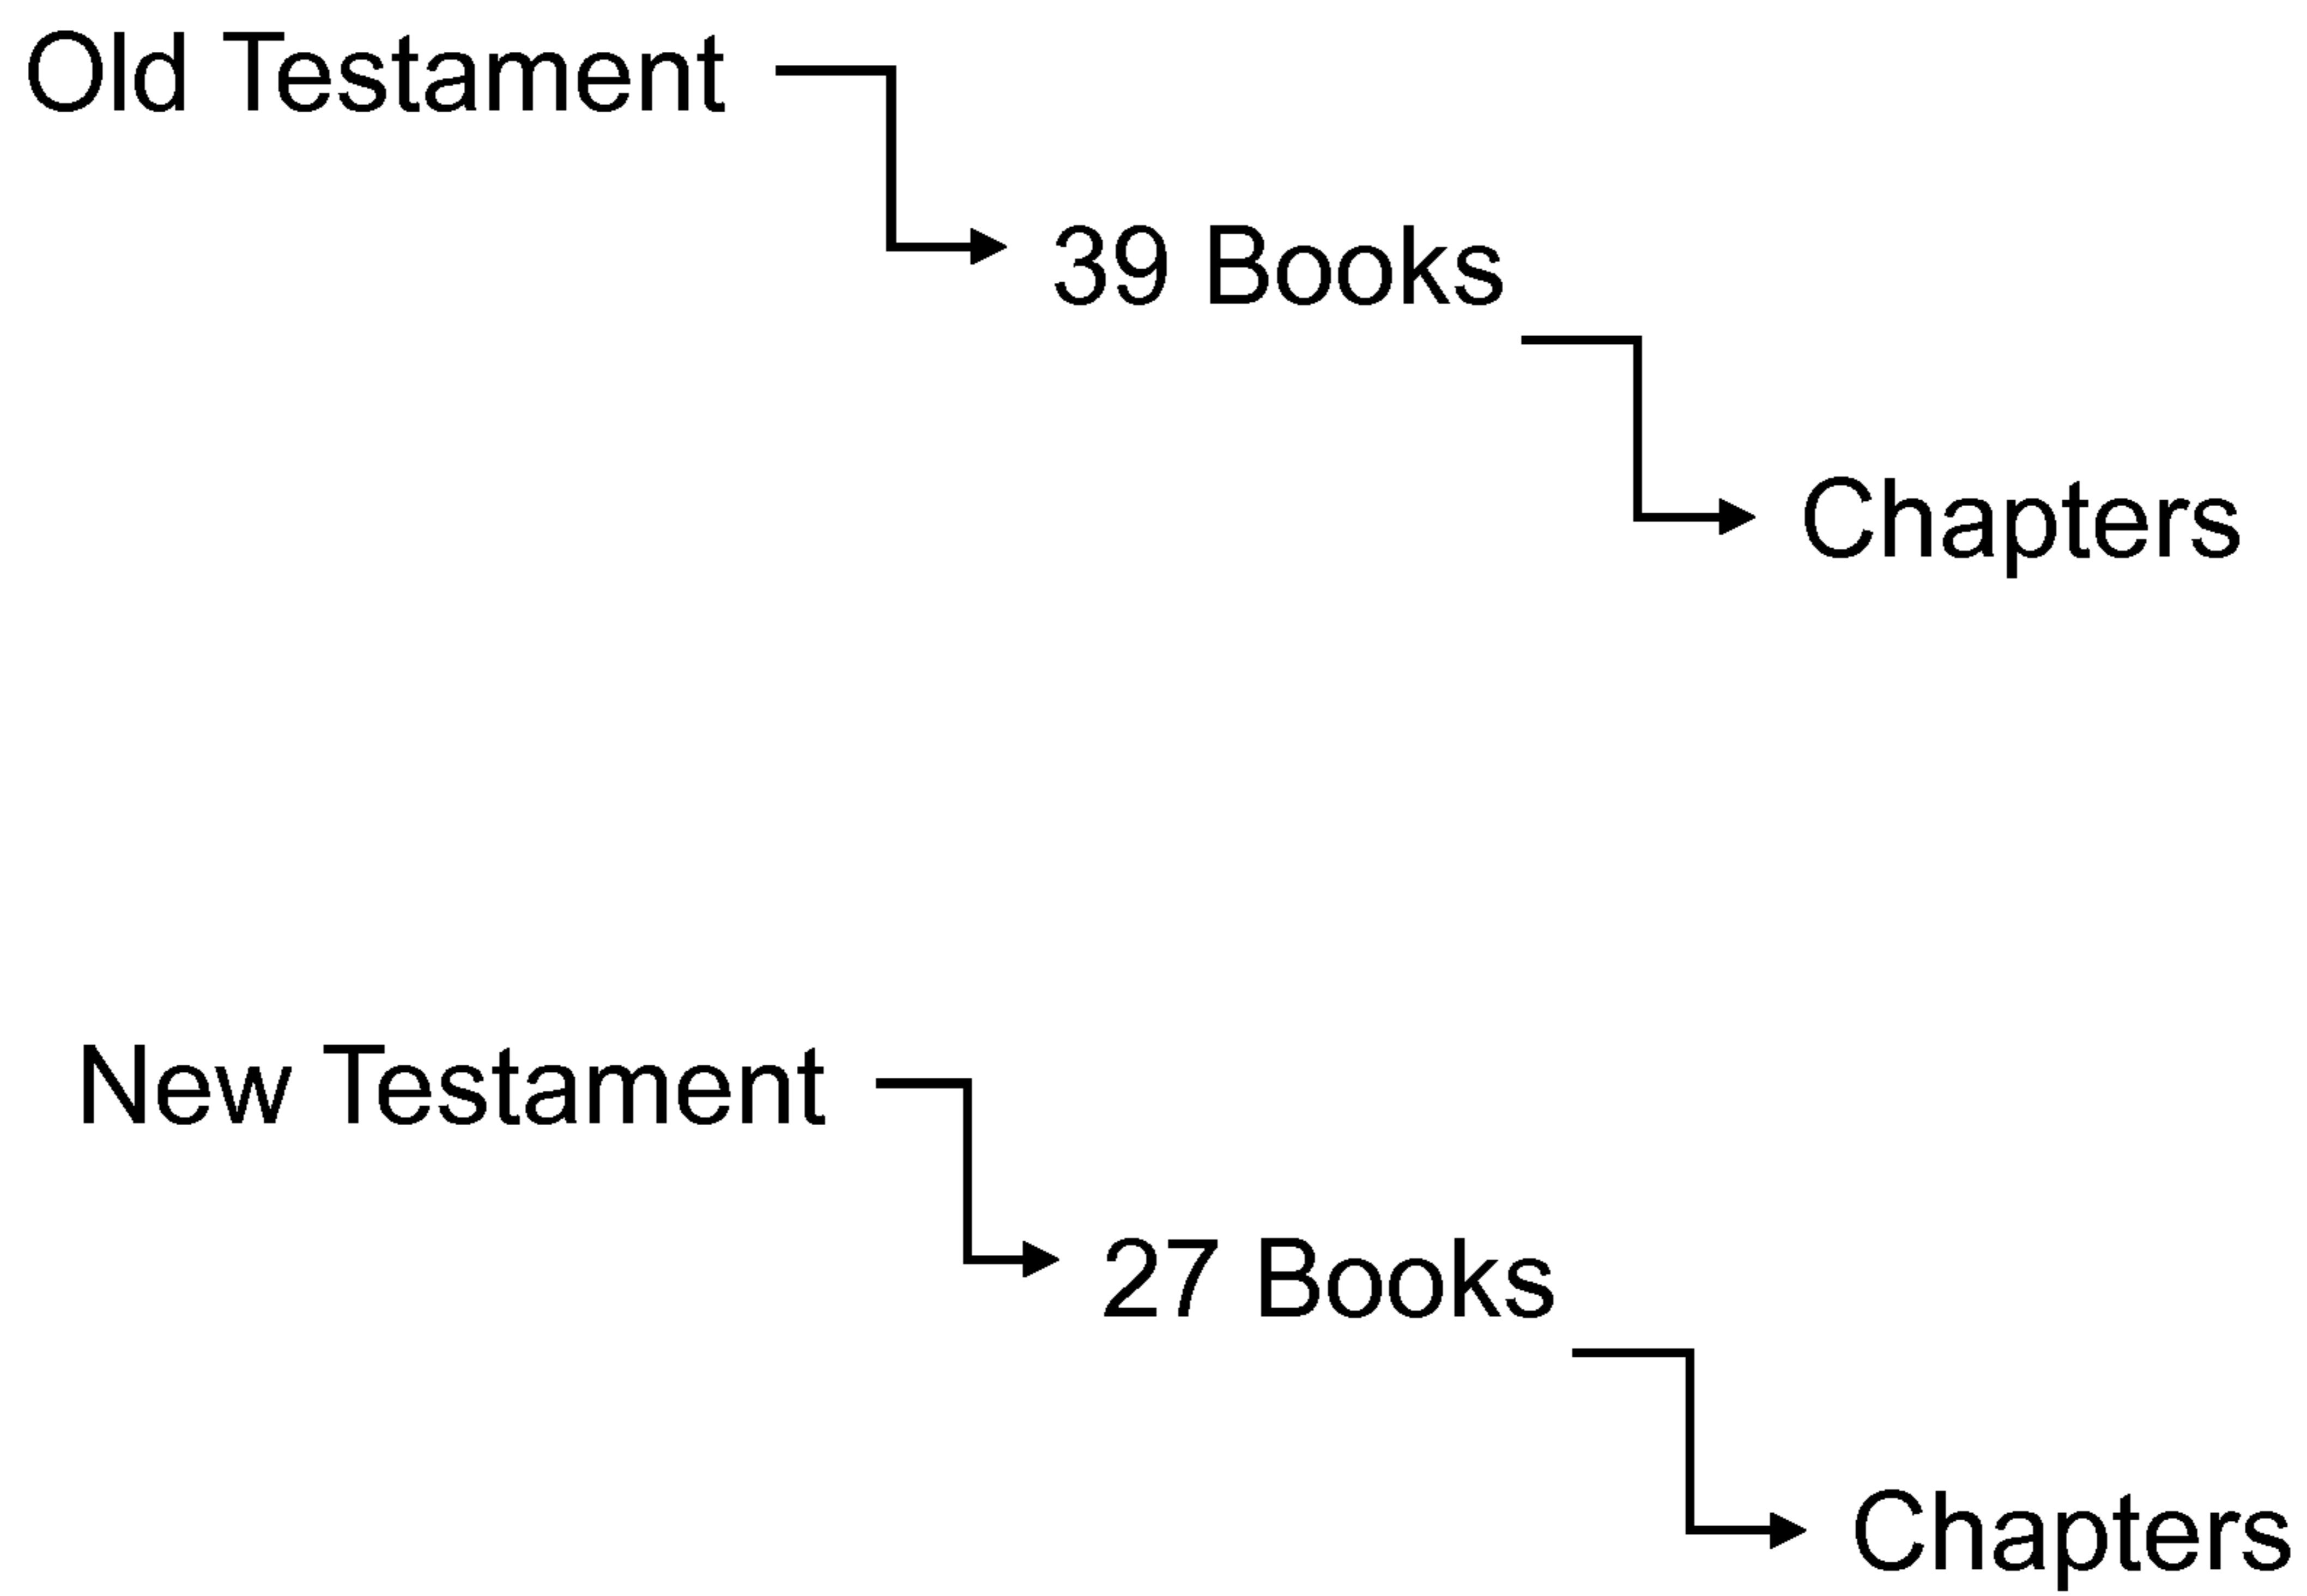 Old Testament
39 Books
Chapters
New Testament
27 Books
Chapters